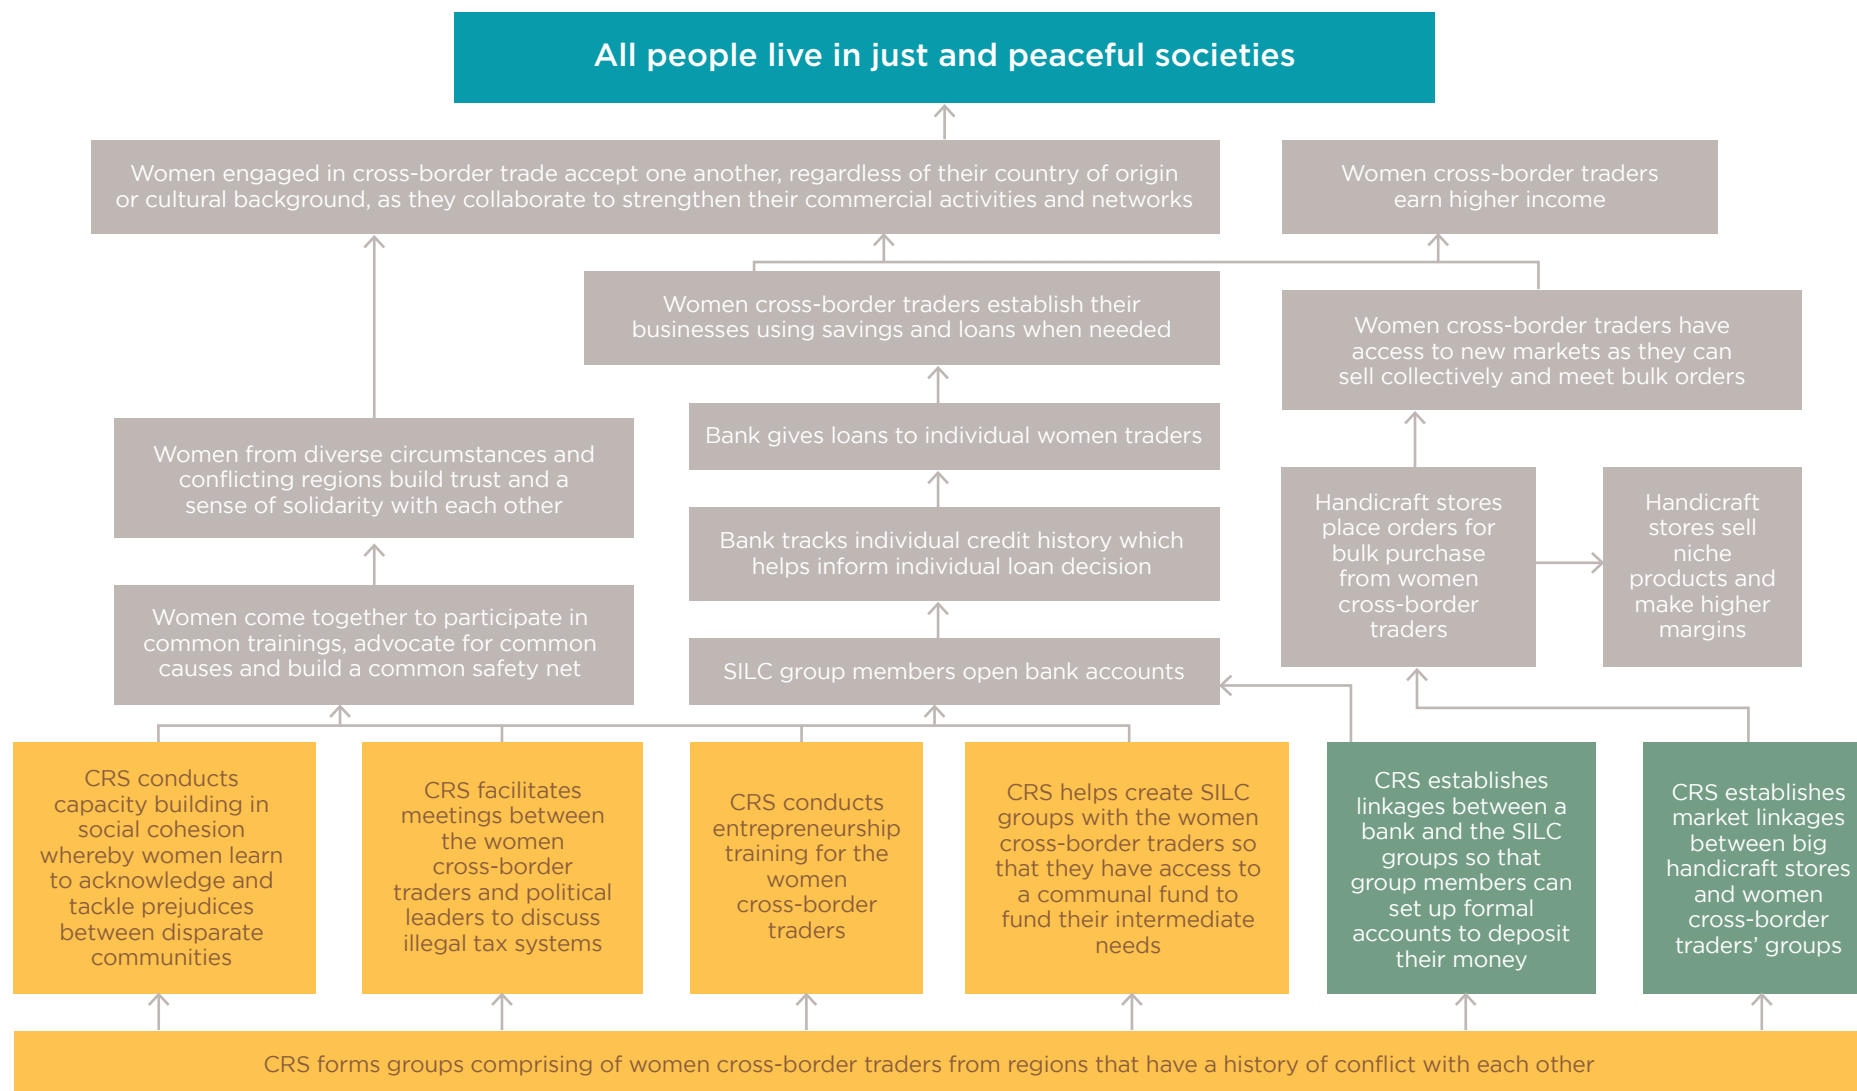 All people live in just and peaceful societies
Women engaged in cross-border trade accept one another, regardless of their country of origin
or cultural background, as they collaborate to strengthen their commercial activities and networks
Women cross-border traders
earn higher income
Women cross-border traders establish their
businesses using savings and loans when needed
Women cross-border traders have
access to new markets as they can
sell collectively and meet bulk orders
Bank gives loans to individual women traders
Women from diverse circumstances and
conflicting regions build trust and a
sense of solidarity with each other
Bank tracks individual credit history which
helps inform individual loan decision
Handicraft stores
place orders for
bulk purchase
from women
cross-border
traders
Handicraft
stores sell
niche
products and
make higher
margins
Women come together to participate in
common trainings, advocate for common
causes and build a common safety net
SILC group members open bank accounts
CRS conducts
capacity building in
social cohesion
whereby women learn
to acknowledge and
tackle prejudices
between disparate
communities
CRS facilitates
meetings between
the women
cross-border
traders and political
leaders to discuss
illegal tax systems
CRS conducts
entrepreneurship
training for the
women
cross-border
traders
CRS helps create SILC
groups with the women
cross-border traders so
that they have access to
a communal fund to
fund their intermediate
needs
CRS establishes
linkages between a
bank and the SILC
groups so that
group members can
set up formal
accounts to deposit
their money
CRS establishes
market linkages
between big
handicraft stores
and women
cross-border
traders’ groups
CRS forms groups comprising of women cross-border traders from regions that have a history of conflict with each other